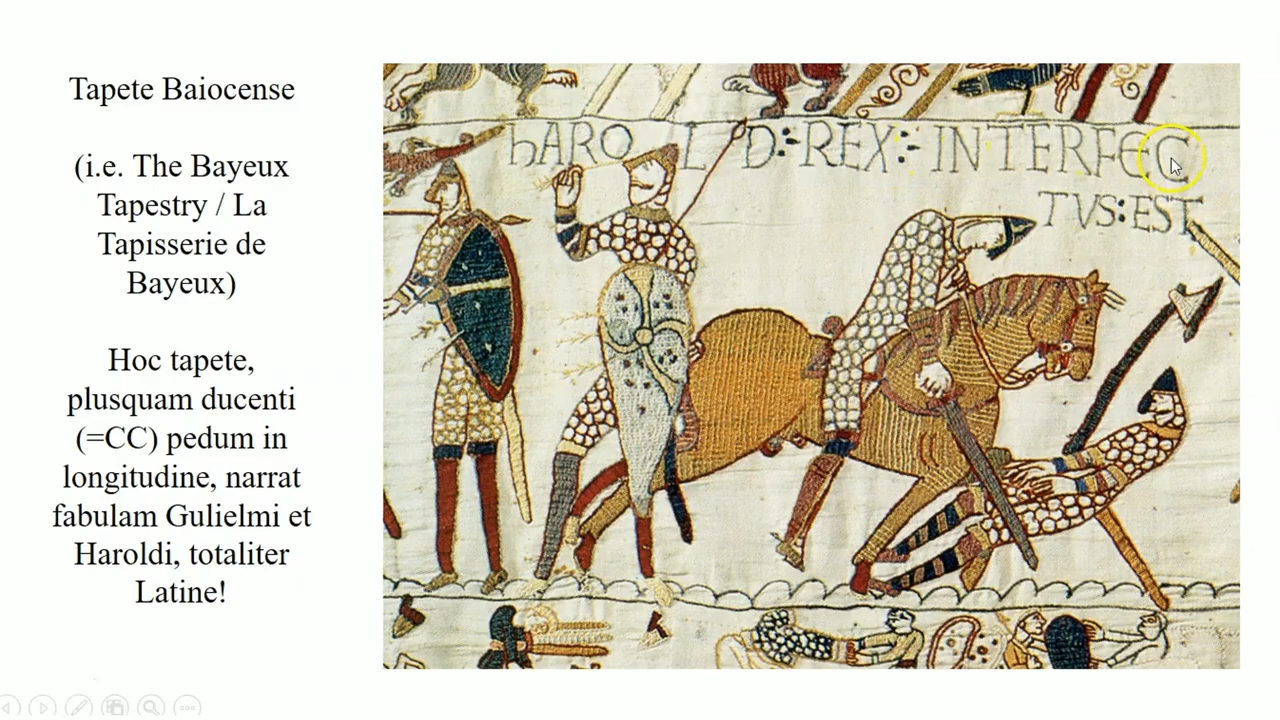 Tapete Baiocense
(i.e. The Bayeux
Tapestry / La
Tapisserie de
Bayeux)
Hoc tapete,
plusquam ducenti
(=CC) pedum in
longitudine, narrat
fabulam Gulielmi et
Haroldi, totaliter
Latine!
hARO L D:REX:INTERFEC
TVS:EST